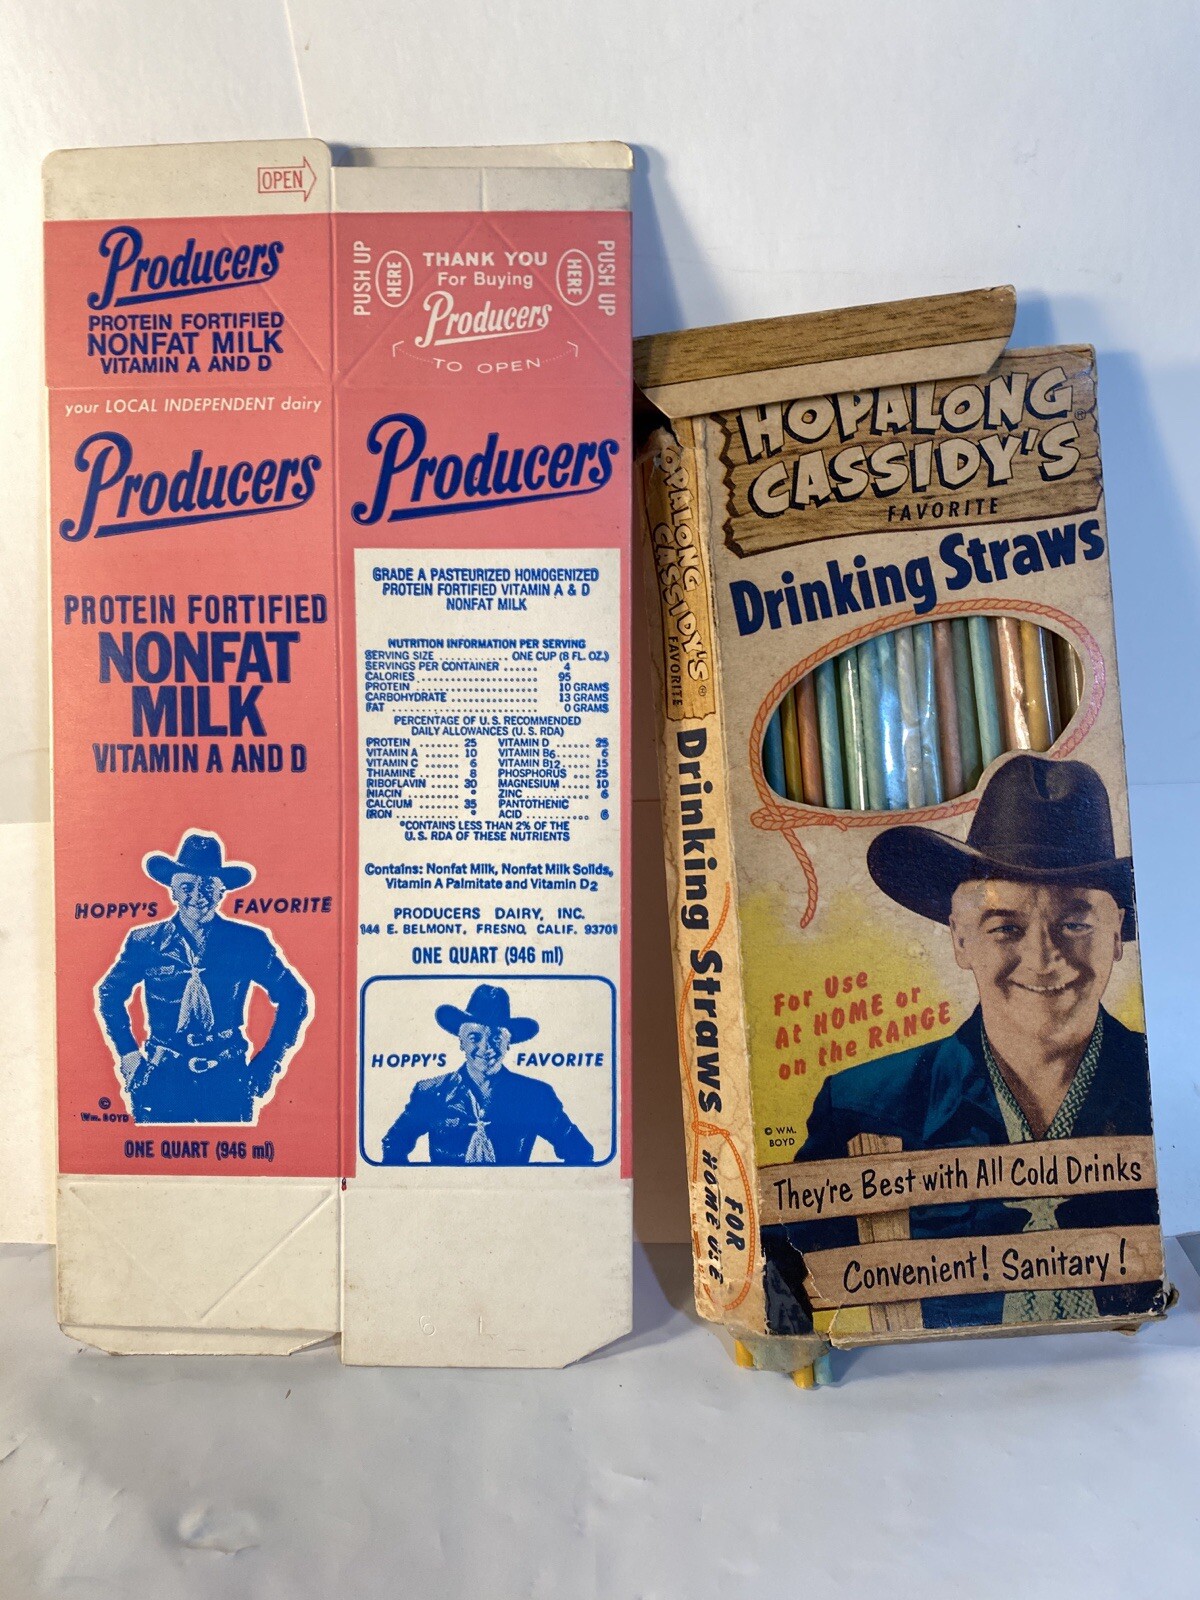 OPEN
Producers
PROTEIN FORTIFIED
NONFAT MILK
VITAMIN A AND D
your LOCAL INDEPENDENT dairy
Producers
PROTEIN FORTIFIED
NONFAT
MILK
VITAMIN A AND D
HOPPY'S FAVORITE
©
Wm. BOYD
ONE QUART (946 ml)
PUSH UP
HERE
THANK YOU
For Buying
Producers
TO OPEN
HERE
PUSH UP
Producers
GRADE A PASTEURIZED HOMOGENIZED
PROTEIN FORTIFIED VITAMIN A & D
NONFAT MILK
NUTRITION INFORMATION PER SERVING
SERVING SIZE ............ ONE CUP (8 FL. OZ.)
SERVINGS PER CONTAINER ...... 4
CALORIES ...................... 95
PROTEIN ...................... 10 GRAMS
CARBOHYDRATE ................ 13 GRAMS
FAT .......................... 0 GRAMS
PERCENTAGE OF U. S. RECOMMENDED
DAILY ALLOWANCES (U. S. RDA)
PROTEIN ....... 25 VITAMIN D ...... 25
VITAMIN A ..... 10 VITAMIN B6 ..... 6
VITAMIN C ..... 6 VITAMIN B12 .... 15
THIAMINE ...... 8 PHOSPHORUS ... 25
RIBOFLAVIN .... 30 MAGNESIUM .... 10
NIACIN ........ * ZINC ........... 6
CALCIUM ....... 35 PANTOTHENIC
IRON .......... * ACID ........... 6
*CONTAINS LESS THAN 2% OF THE
U. S. RDA OF THESE NUTRIENTS
Contains: Nonfat Milk, Nonfat Milk Solids,
Vitamin A Palmitate and Vitamin D2
PRODUCERS DAIRY, INC.
144 E. BELMONT, FRESNO, CALIF. 93701
ONE QUART (946 ml)
HOPPY'S FAVORITE
6 L
OPALONG
CASSIDY'S®
FAVORITE
Drinking Straws
FOR
HOME USE
HOPALONG®
CASSIDY'S
FAVORITE
Drinking Straws
For Use
At HOME or
on the RANGE
© WM.
BOYD
They're Best with All Cold Drinks
Convenient! Sanitary!